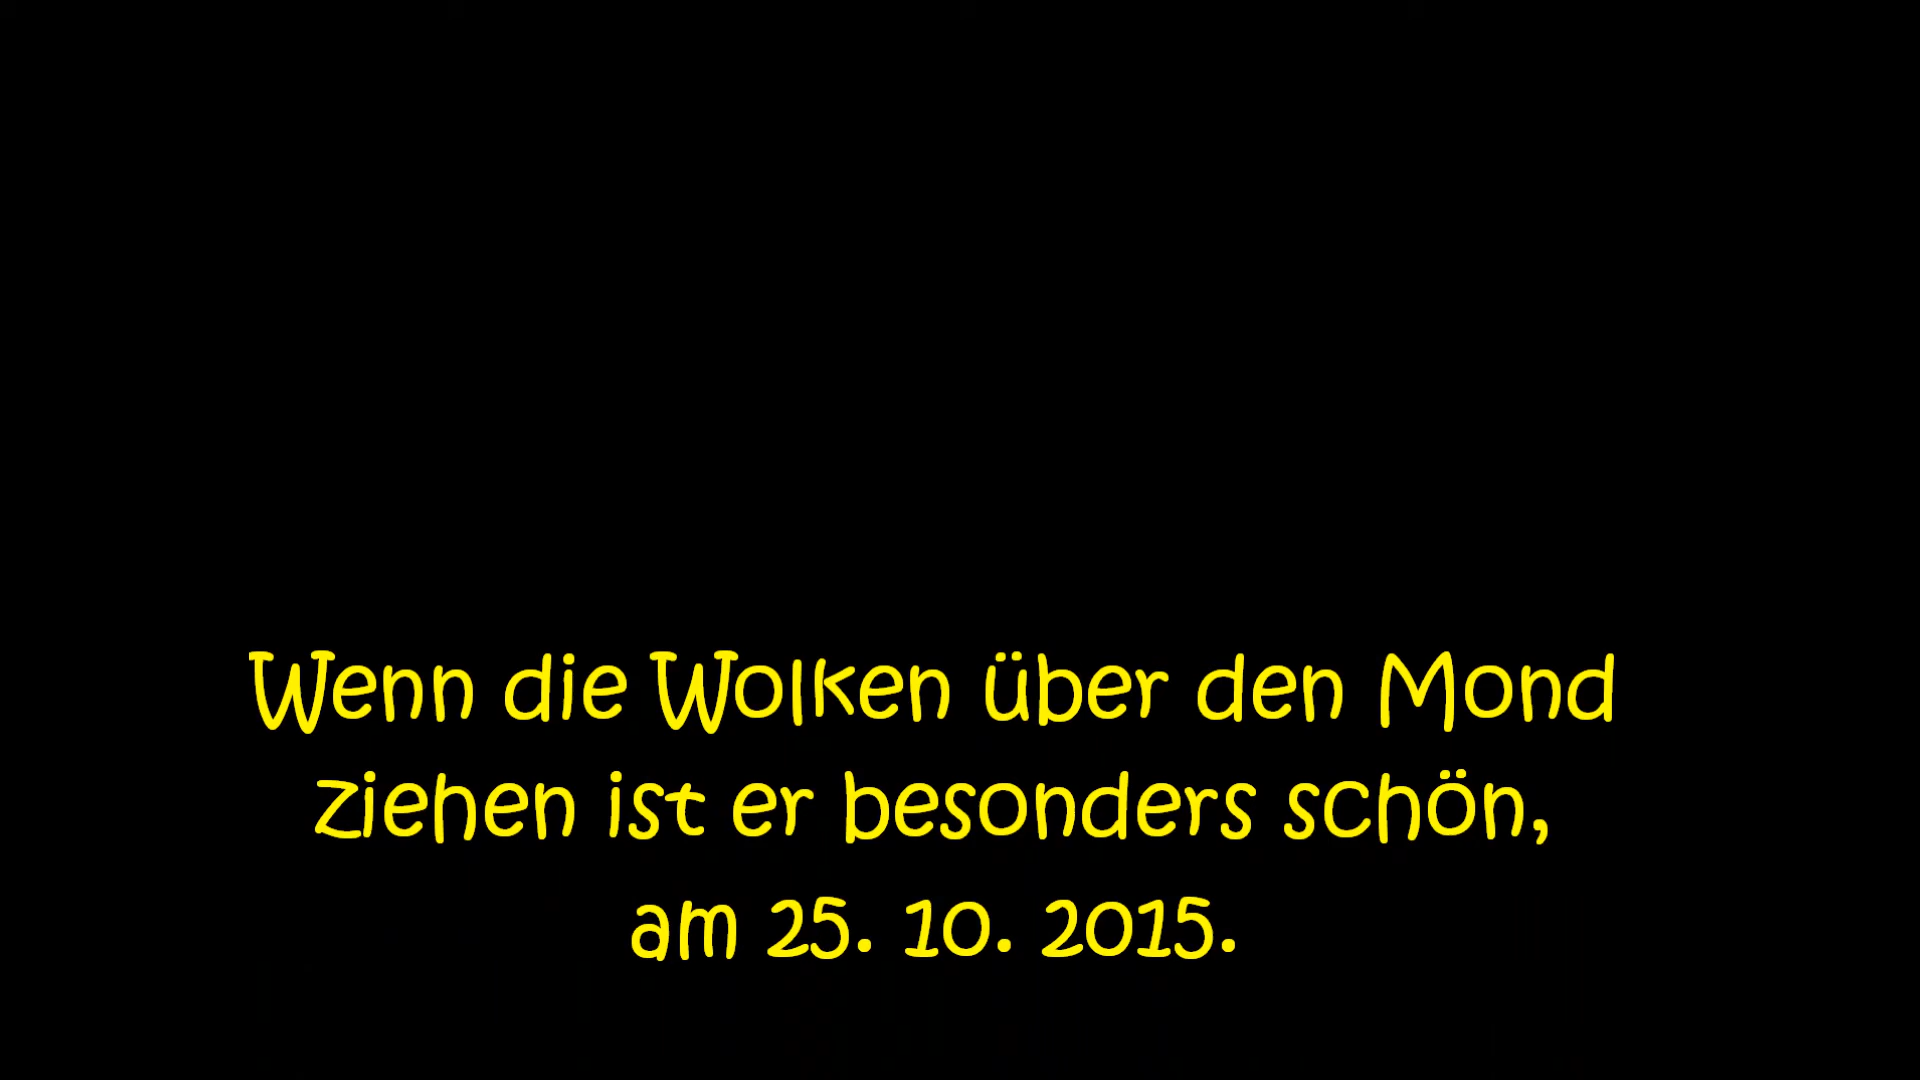 Wenn die Wolken über den Mond
ziehen ist er besonders schön,
am 25. 10. 2015.